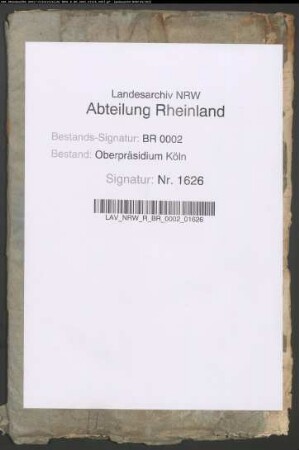 Landesarchiv NRW
Abteilung Rheinland
Bestands-Signatur: BR 0002
Bestand: Oberpräsidium Köln
Signatur: Nr. 1626
LAV_NRW_R_BR_0002_01626